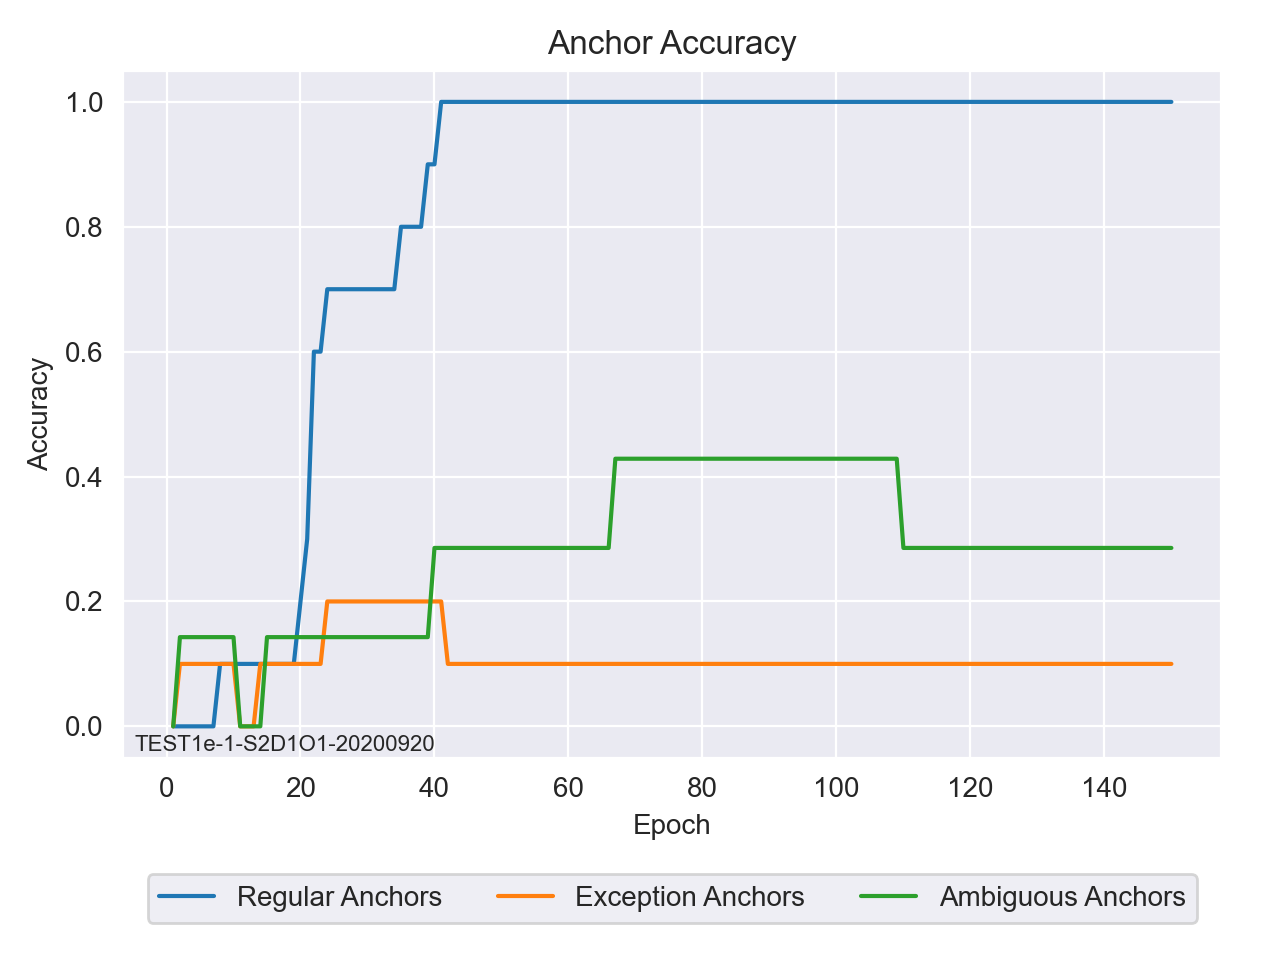 Anchor Accuracy
1.0
0.8
0.6
0.4
0.2
0.0
Accuracy
TEST1e-1-S2D1O1-20200920
0 20 40 60 80 100 120 140
Epoch
Regular Anchors Exception Anchors Ambiguous Anchors